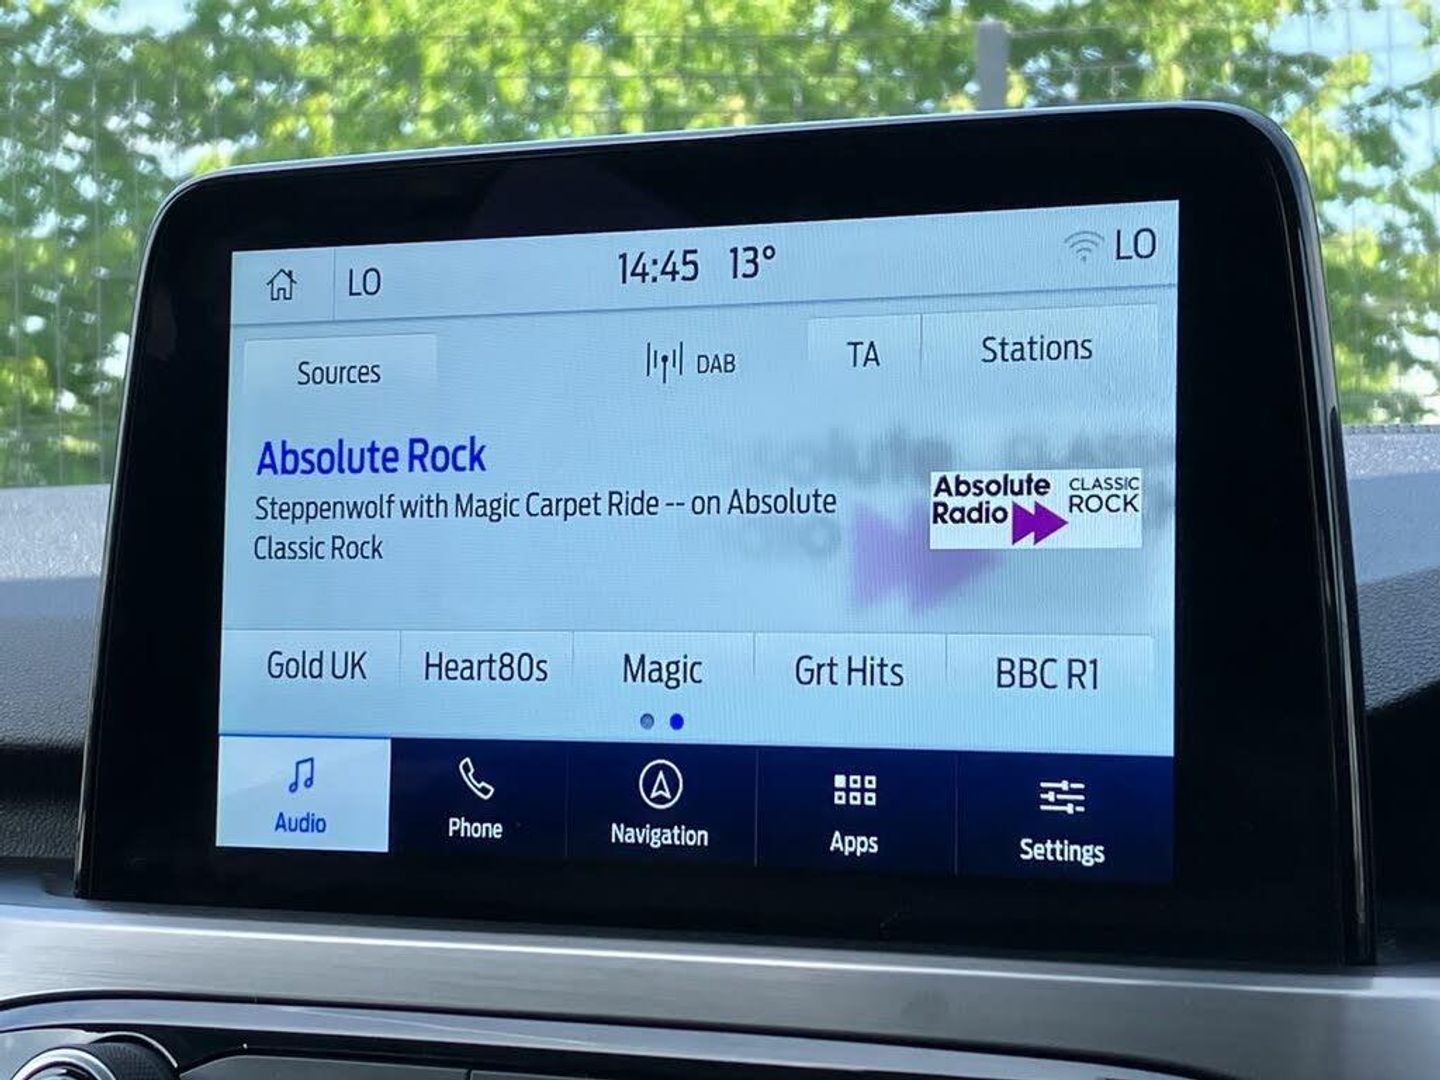 LO 14:45 13° LO
Sources DAB TA Stations
Absolute Rock
Steppenwolf with Magic Carpet Ride -- on Absolute
Classic Rock
Absolute CLASSIC
Radio ROCK
Gold UK Heart80s Magic Grt Hits BBC R1
Audio Phone Navigation Apps Settings